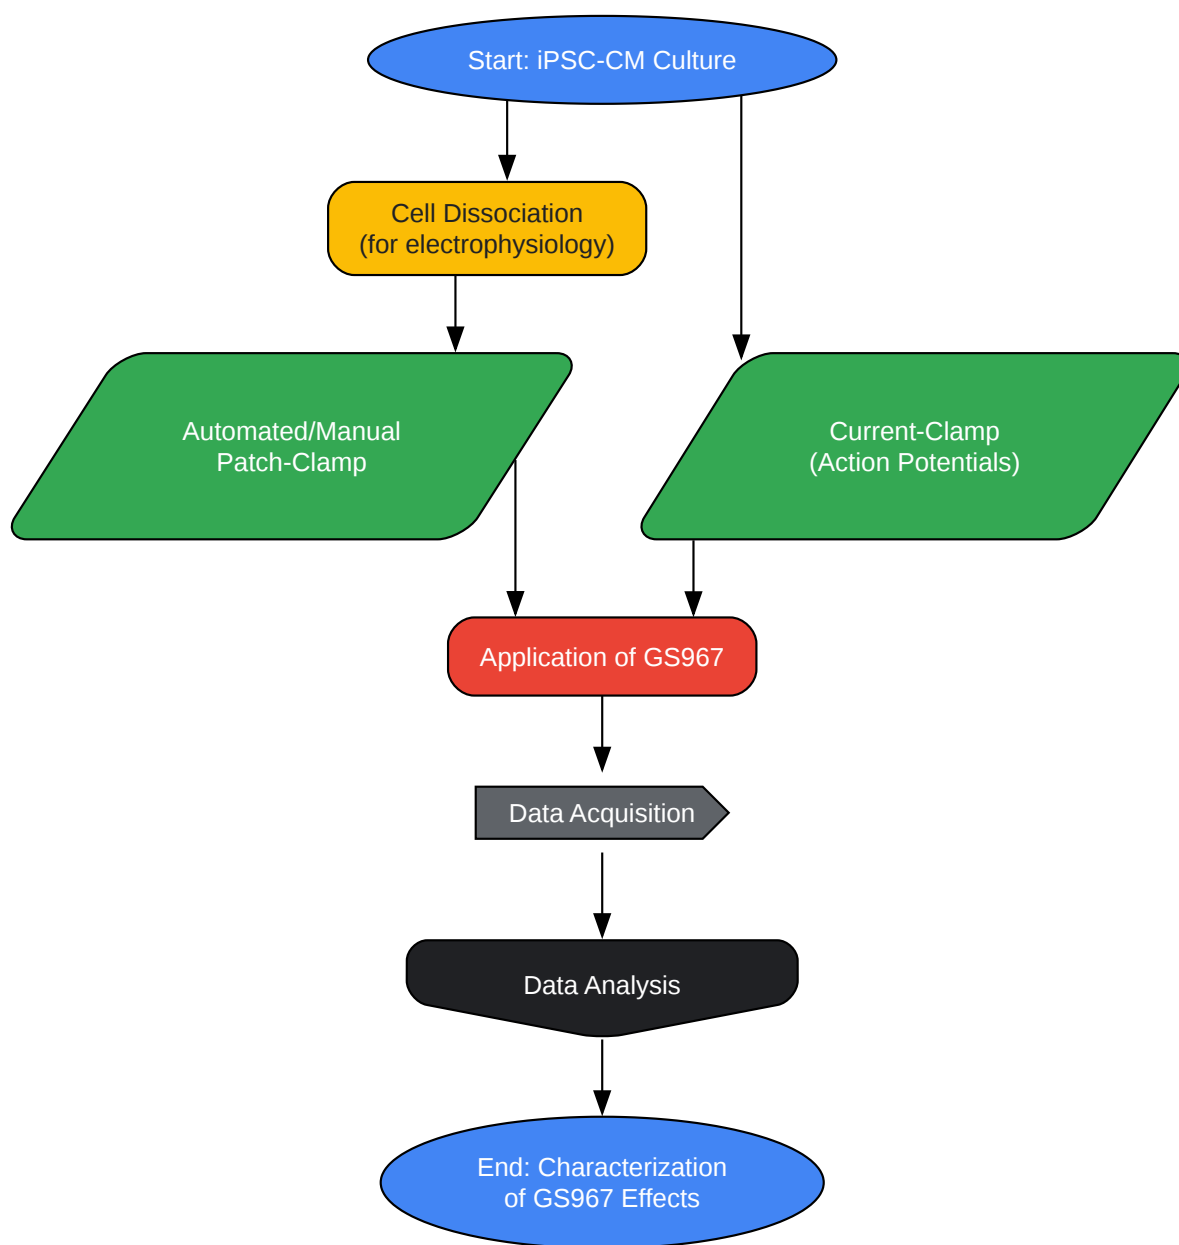 Start: iPSC-CM Culture
Cell Dissociation
(for electrophysiology)
Automated/Manual
Patch-Clamp
Current-Clamp
(Action Potentials)
Application of GS967
Data Acquisition
Data Analysis
End: Characterization
of GS967 Effects